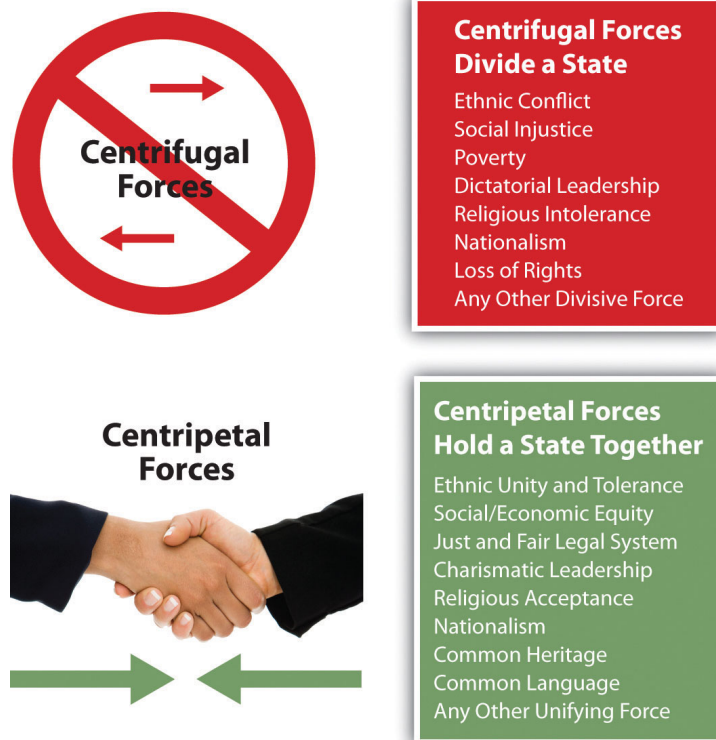 Centrifugal
Forces
Centrifugal Forces
Divide a State
Ethnic Conflict
Social Injustice
Poverty
Dictatorial Leadership
Religious Intolerance
Nationalism
Loss of Rights
Any Other Divisive Force
Centripetal
Forces
Centripetal Forces
Hold a State Together
Ethnic Unity and Tolerance
Social/Economic Equity
Just and Fair Legal System
Charismatic Leadership
Religious Acceptance
Nationalism
Common Heritage
Common Language
Any Other Unifying Force